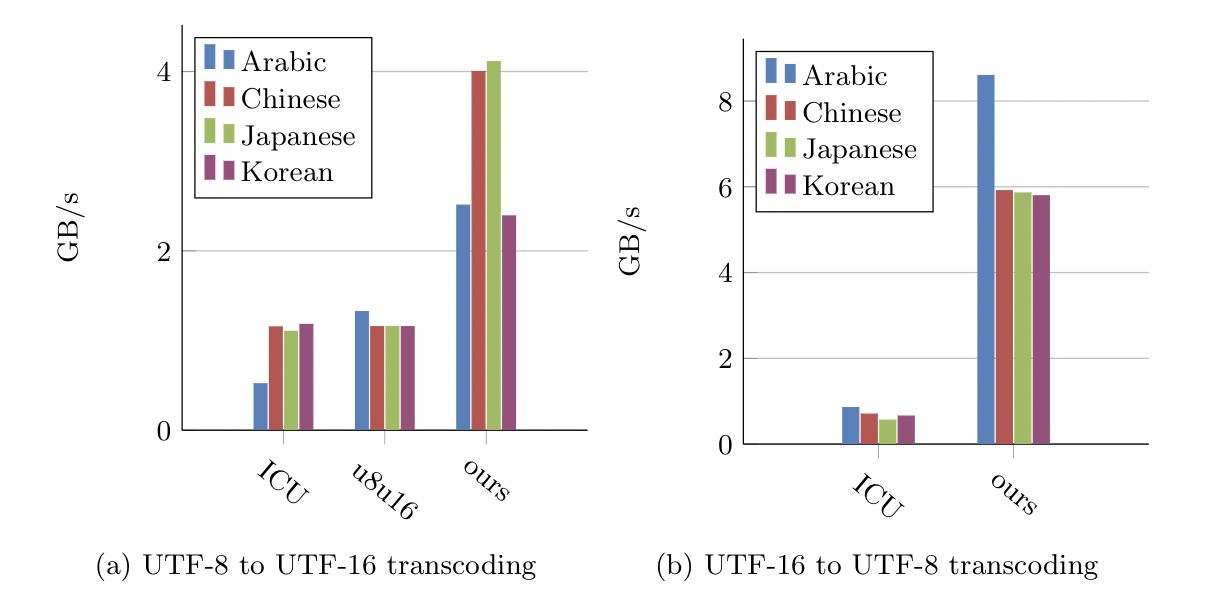 GB/s
4
2
0
Arabic
Chinese
Japanese
Korean
ICU
u8u16
ours
(a) UTF-8 to UTF-16 transcoding
GB/s
8
6
4
2
0
Arabic
Chinese
Japanese
Korean
ICU
ours
(b) UTF-16 to UTF-8 transcoding